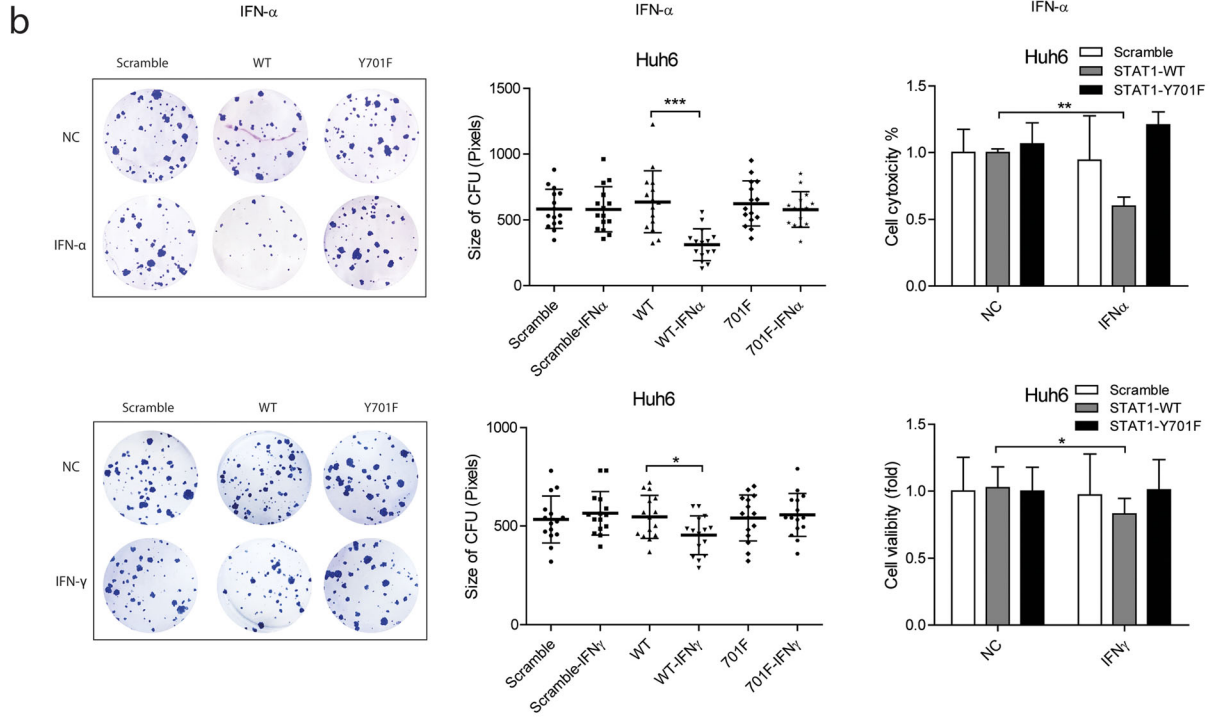 b
IFN-α
IFN-α
IFN-α
Scramble WT Y701F
NC
IFN-α
Huh6
Size of CFU (Pixels)
1500
1000
500
0
***
Scramble
Scramble-IFNα
WT
WT-IFNα
701F
701F-IFNα
Huh6
Scramble
STAT1-WT
STAT1-Y701F
Cell cytoxicity %
1.5
1.0
0.5
0.0
**
NC
IFNα
Scramble WT Y701F
NC
IFN-γ
Huh6
Size of CFU (Pixels)
1000
500
0
*
Scramble
Scramble-IFNγ
WT
WT-IFNγ
701F
701F-IFNγ
Huh6
Scramble
STAT1-WT
STAT1-Y701F
Cell vialibity (fold)
1.5
1.0
0.5
0.0
*
NC
IFNγ